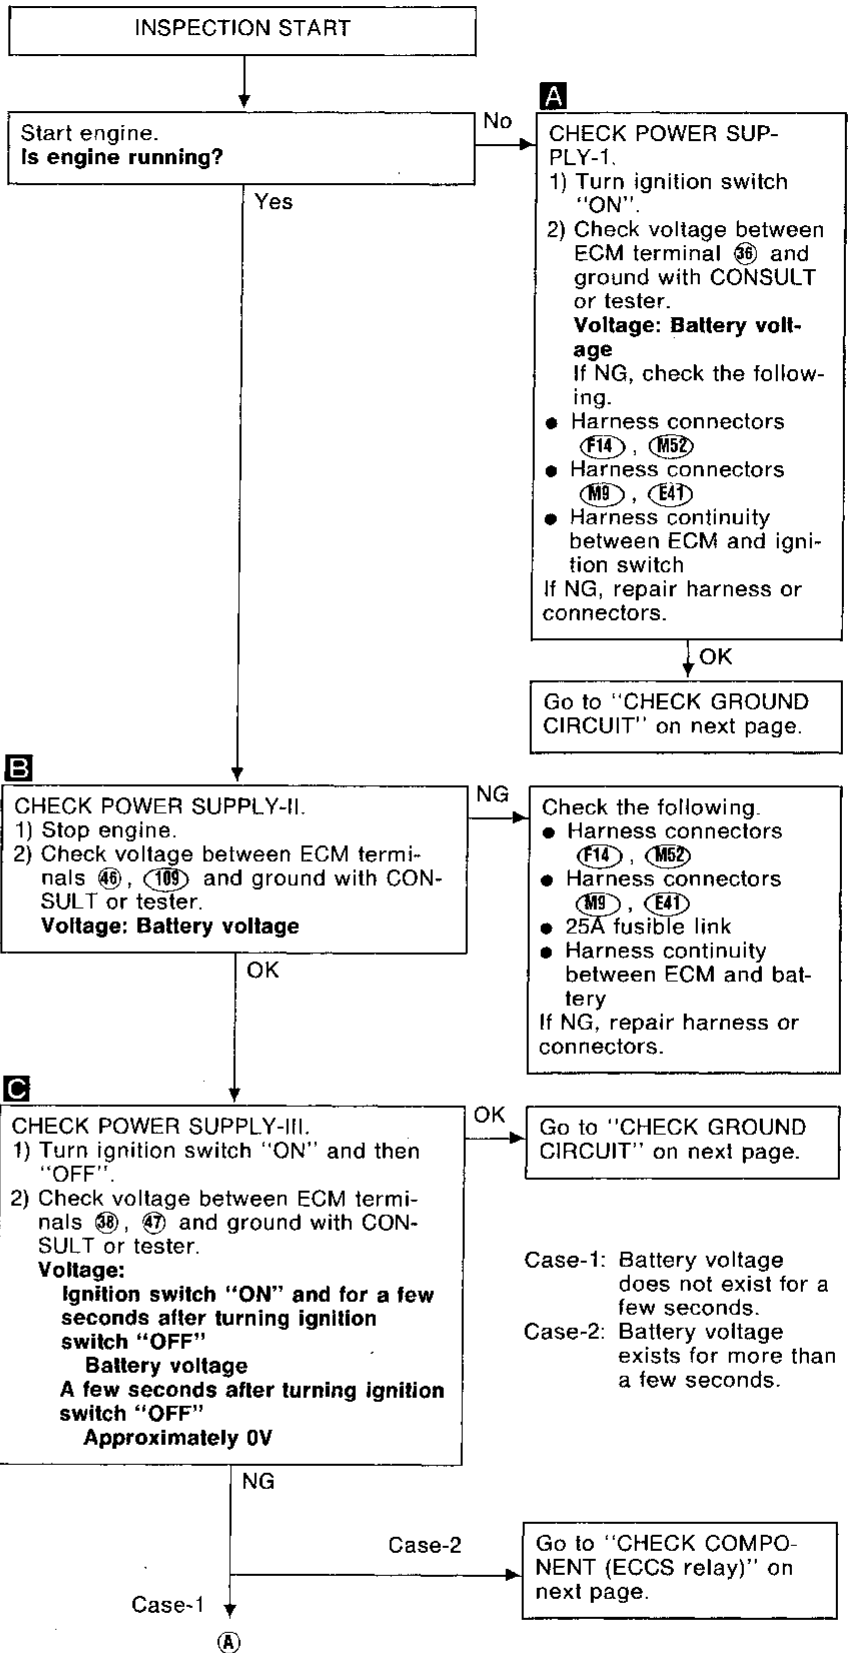 INSPECTION START
Start engine.
Is engine running?
No
Yes
A
CHECK POWER SUP-
PLY-1.
1) Turn ignition switch
"ON".
2) Check voltage between
ECM terminal 36 and
ground with CONSULT
or tester.
Voltage: Battery volt-
age
If NG, check the follow-
ing.
● Harness connectors
F14 , M52
● Harness connectors
M9 , E41
● Harness continuity
between ECM and igni-
tion switch
If NG, repair harness or
connectors.
OK
Go to "CHECK GROUND
CIRCUIT" on next page.
B
CHECK POWER SUPPLY-II.
1) Stop engine.
2) Check voltage between ECM termi-
nals 46, 109 and ground with CON-
SULT or tester.
Voltage: Battery voltage
NG
Check the following.
● Harness connectors
F14 , M52
● Harness connectors
M9 , E41
● 25A fusible link
● Harness continuity
between ECM and bat-
tery
If NG, repair harness or
connectors.
OK
C
CHECK POWER SUPPLY-III.
1) Turn ignition switch "ON" and then
"OFF".
2) Check voltage between ECM termi-
nals 38, 47 and ground with CON-
SULT or tester.
Voltage:
Ignition switch "ON" and for a few
seconds after turning ignition
switch "OFF"
Battery voltage
A few seconds after turning ignition
switch "OFF"
Approximately 0V
OK
Go to "CHECK GROUND
CIRCUIT" on next page.
Case-1: Battery voltage
does not exist for a
few seconds.
Case-2: Battery voltage
exists for more than
a few seconds.
NG
Case-2
Go to "CHECK COMPO-
NENT (ECCS relay)" on
next page.
Case-1
A